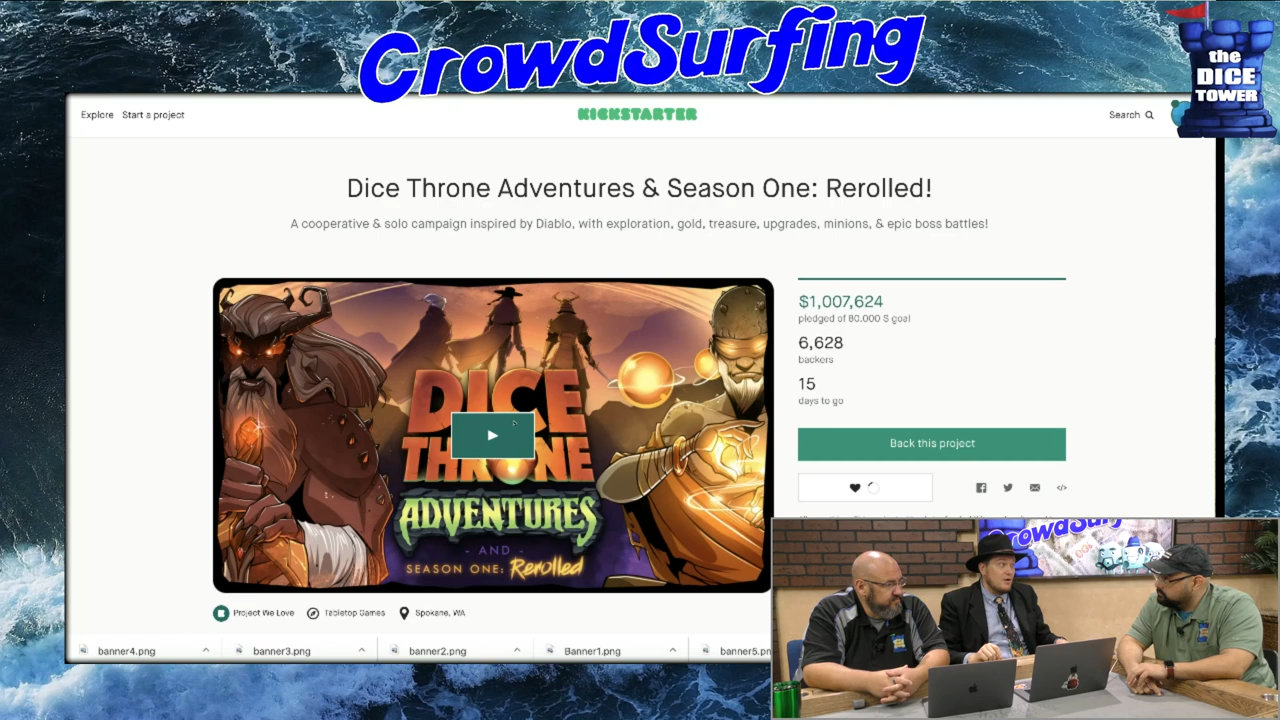 CrowdSurfing
the
DICE
TOWER
Explore Start a project
KICKSTARTER
Search
Dice Throne Adventures & Season One: Rerolled!
A cooperative & solo campaign inspired by Diablo, with exploration, gold, treasure, upgrades, minions, & epic boss battles!
DICE
THRONE
ADVENTURES
- AND -
SEASON ONE: Rerolled
$1,007,624
pledged of 80.000 $ goal
6,628
backers
15
days to go
Back this project
Project We Love Tabletop Games Spokane, WA
banner4.png banner3.png banner2.png Banner1.png banner5.pn
CrowdSurf